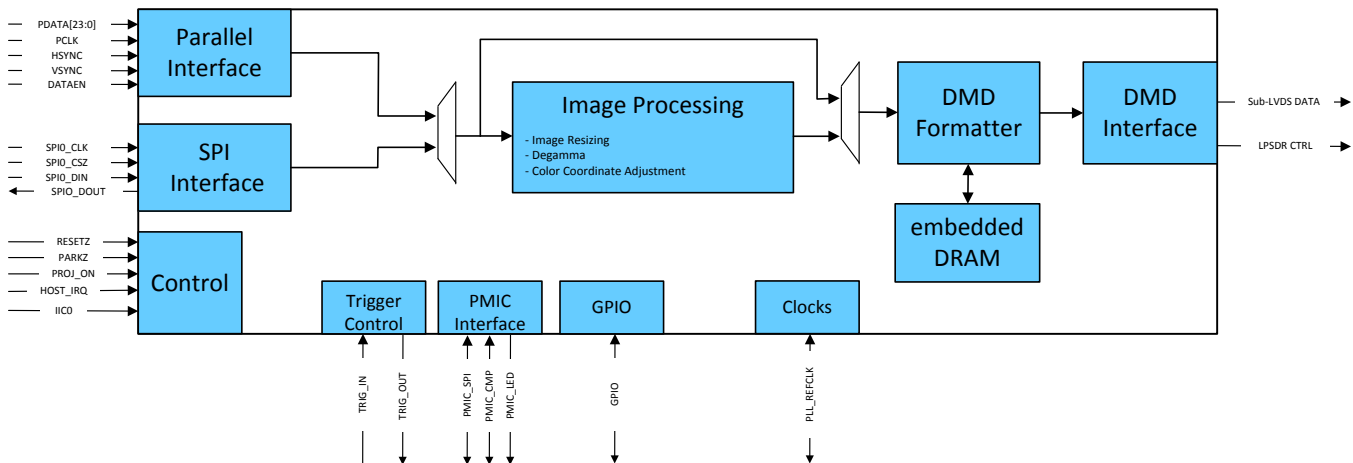 PDATA[23:0]
PCLK
HSYNC
VSYNC
DATAEN
Parallel
Interface
SPI0_CLK
SPI0_CSZ
SPI0_DIN
SPIO_DOUT
SPI
Interface
RESETZ
PARKZ
PROJ_ON
HOST_IRQ
IIC0
Control
Image Processing
- Image Resizing
- Degamma
- Color Coordinate Adjustment
DMD
Formatter
DMD
Interface
Sub-LVDS DATA
LPSDR CTRL
embedded
DRAM
Trigger
Control
PMIC
Interface
GPIO
Clocks
TRIG_IN
TRIG_OUT
PMIC_SPI
PMIC_CMP
PMIC_LED
GPIO
PLL_REFCLK